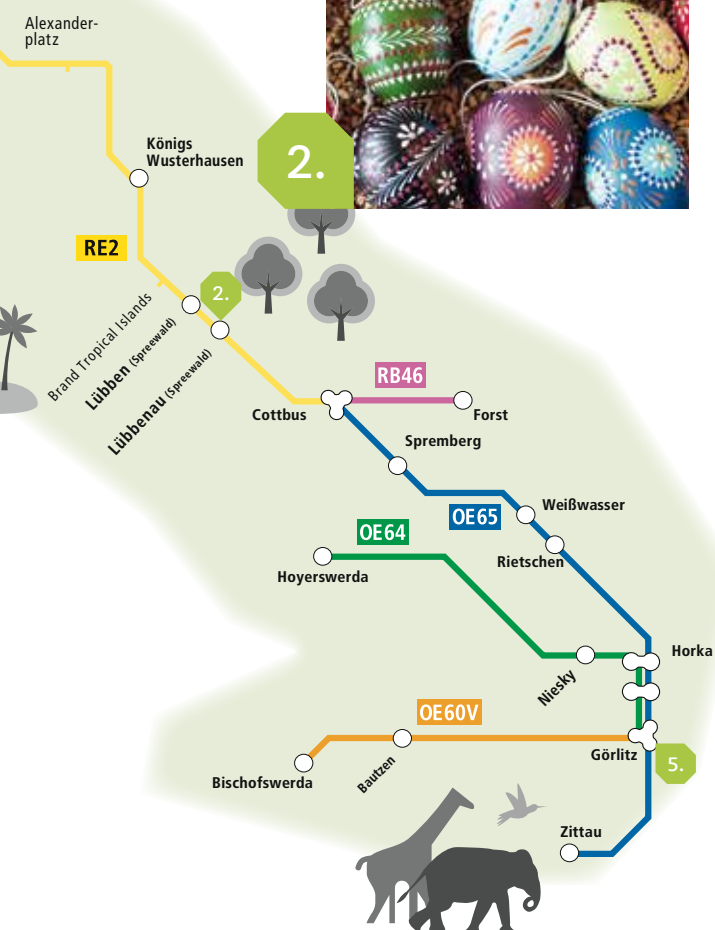 Alexander-
platz
Königs
Wusterhausen
2.
RE2
2.
Brand Tropical Islands
Lübben (Spreewald)
Lübbenau (Spreewald)
RB46
Cottbus
Forst
Spremberg
Weißwasser
OE65
OE64
Rietschen
Hoyerswerda
Horka
Niesky
OE60V
Görlitz
5.
Bautzen
Bischofswerda
Zittau